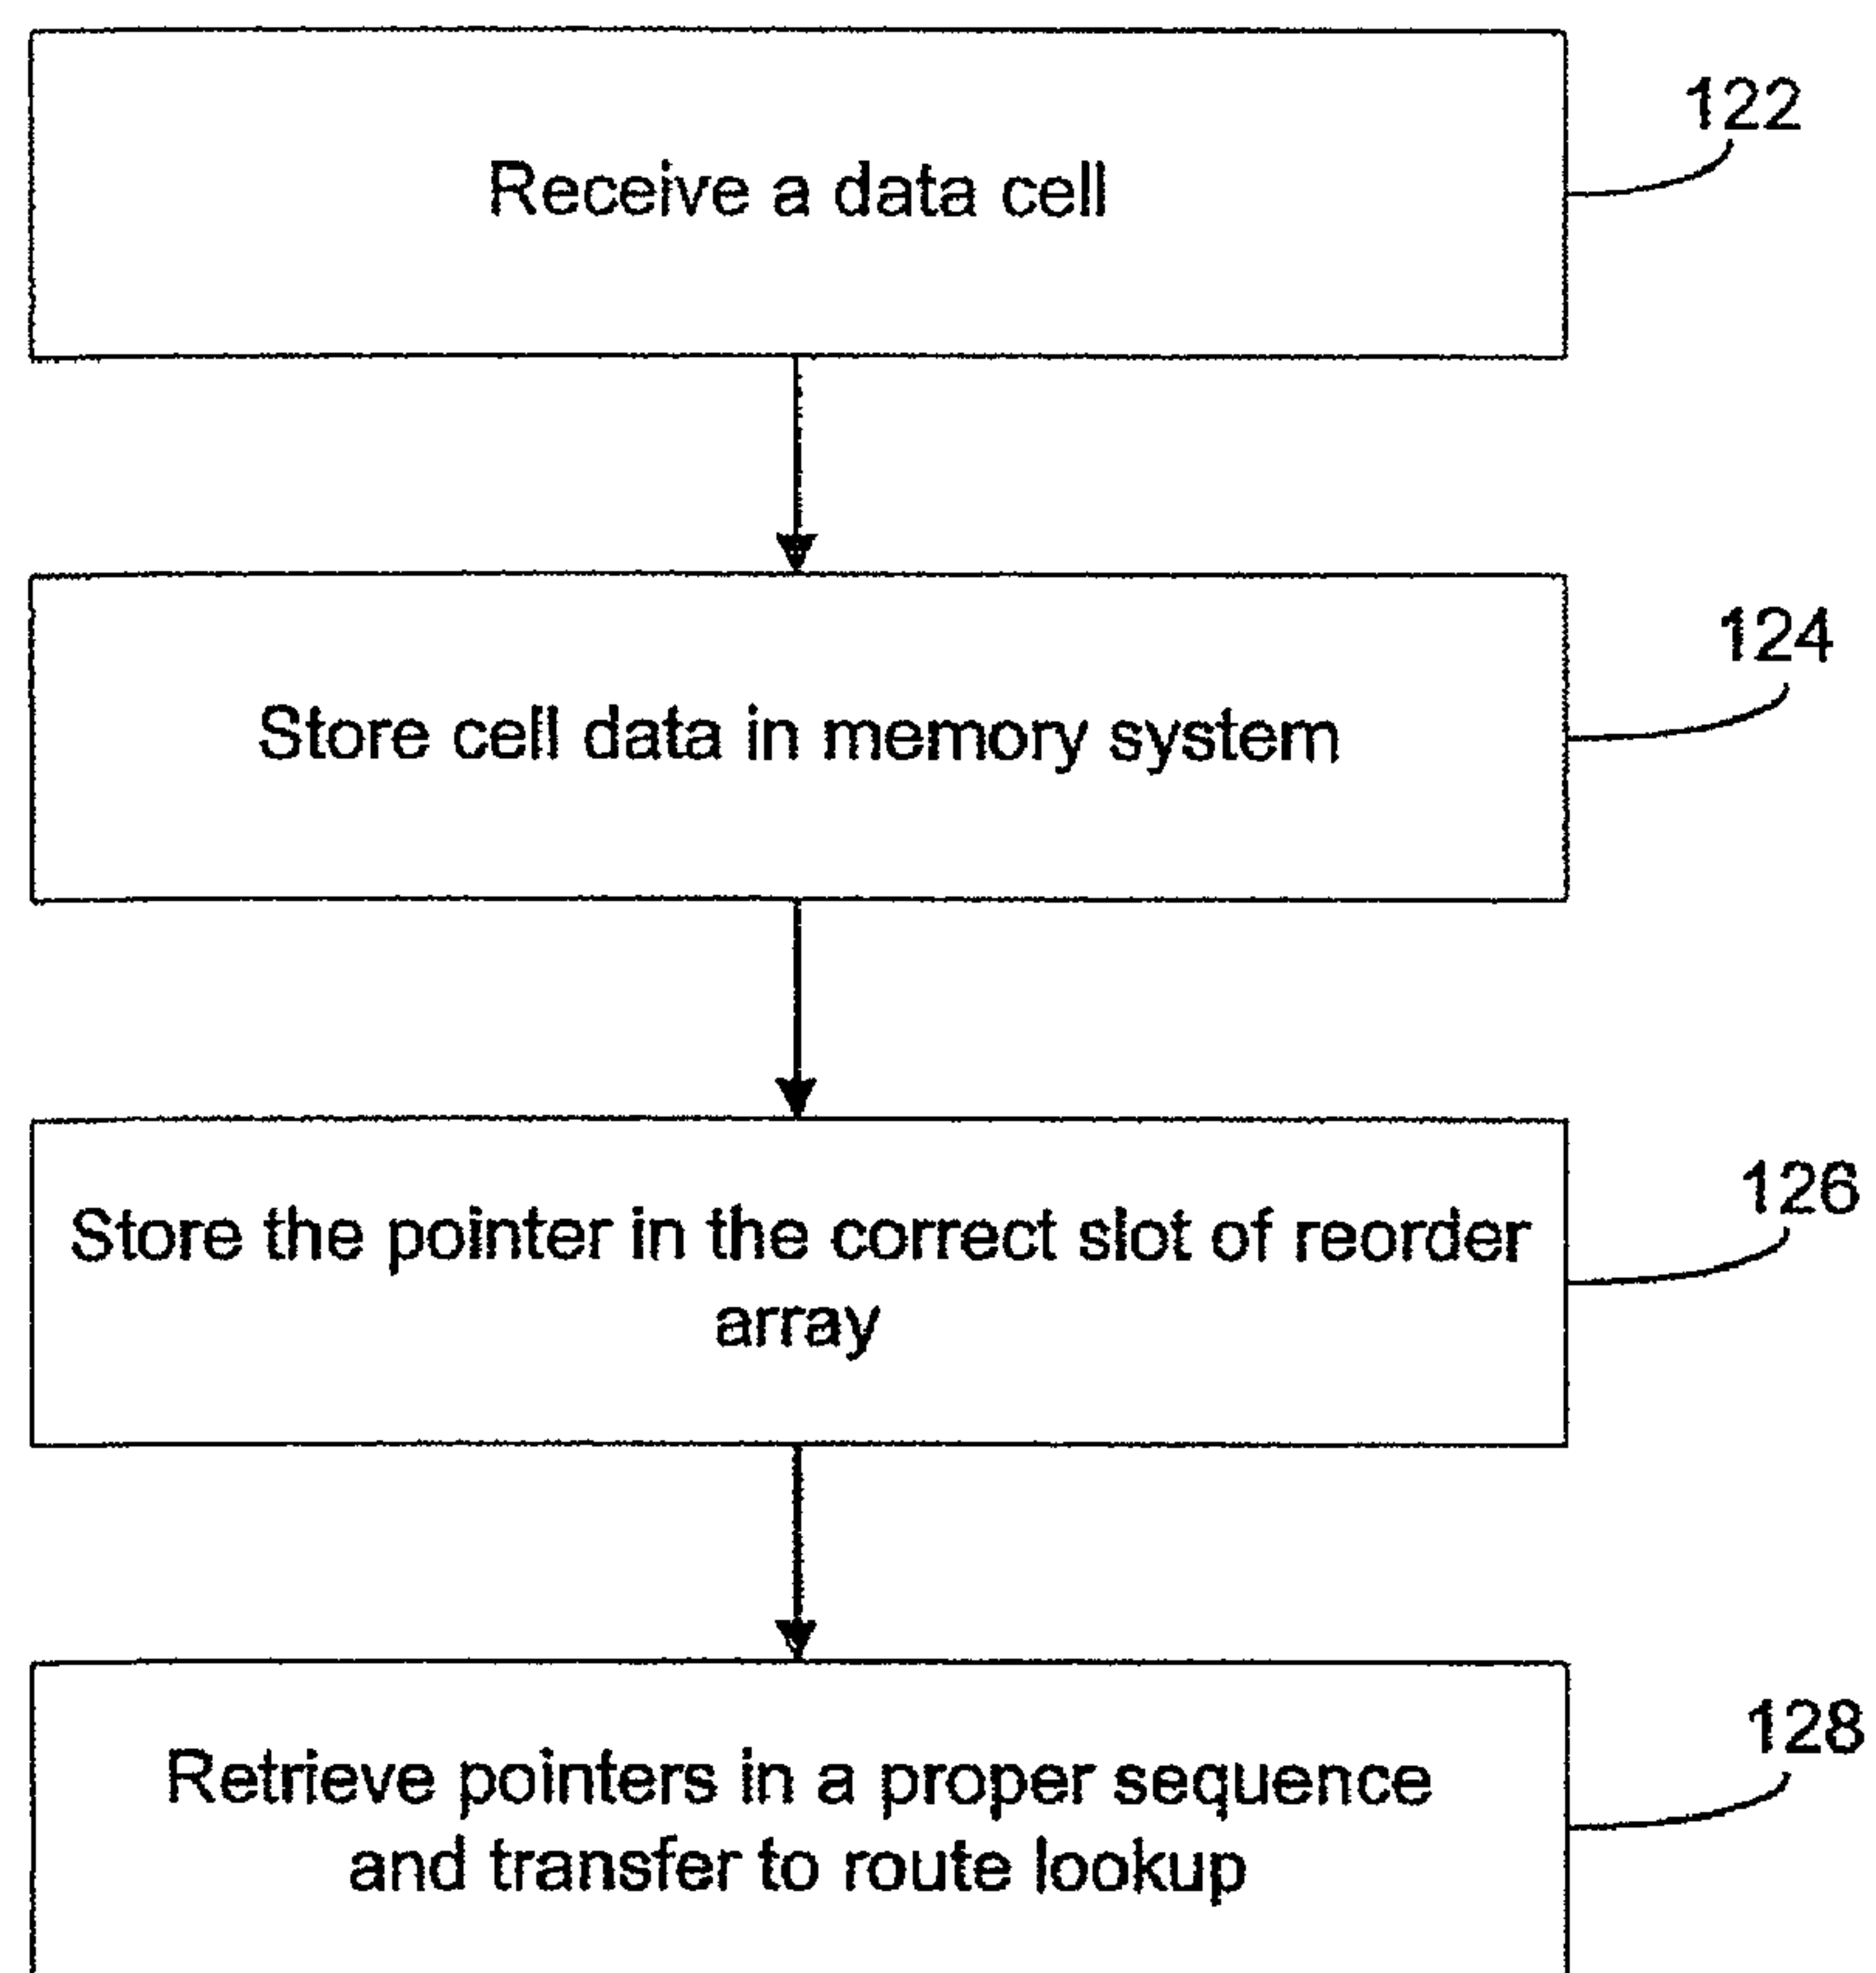 Receive a data cell
122
Store cell data in memory system
124
Store the pointer in the correct slot of reorder
array
126
Retrieve pointers in a proper sequence
and transfer to route lookup
128